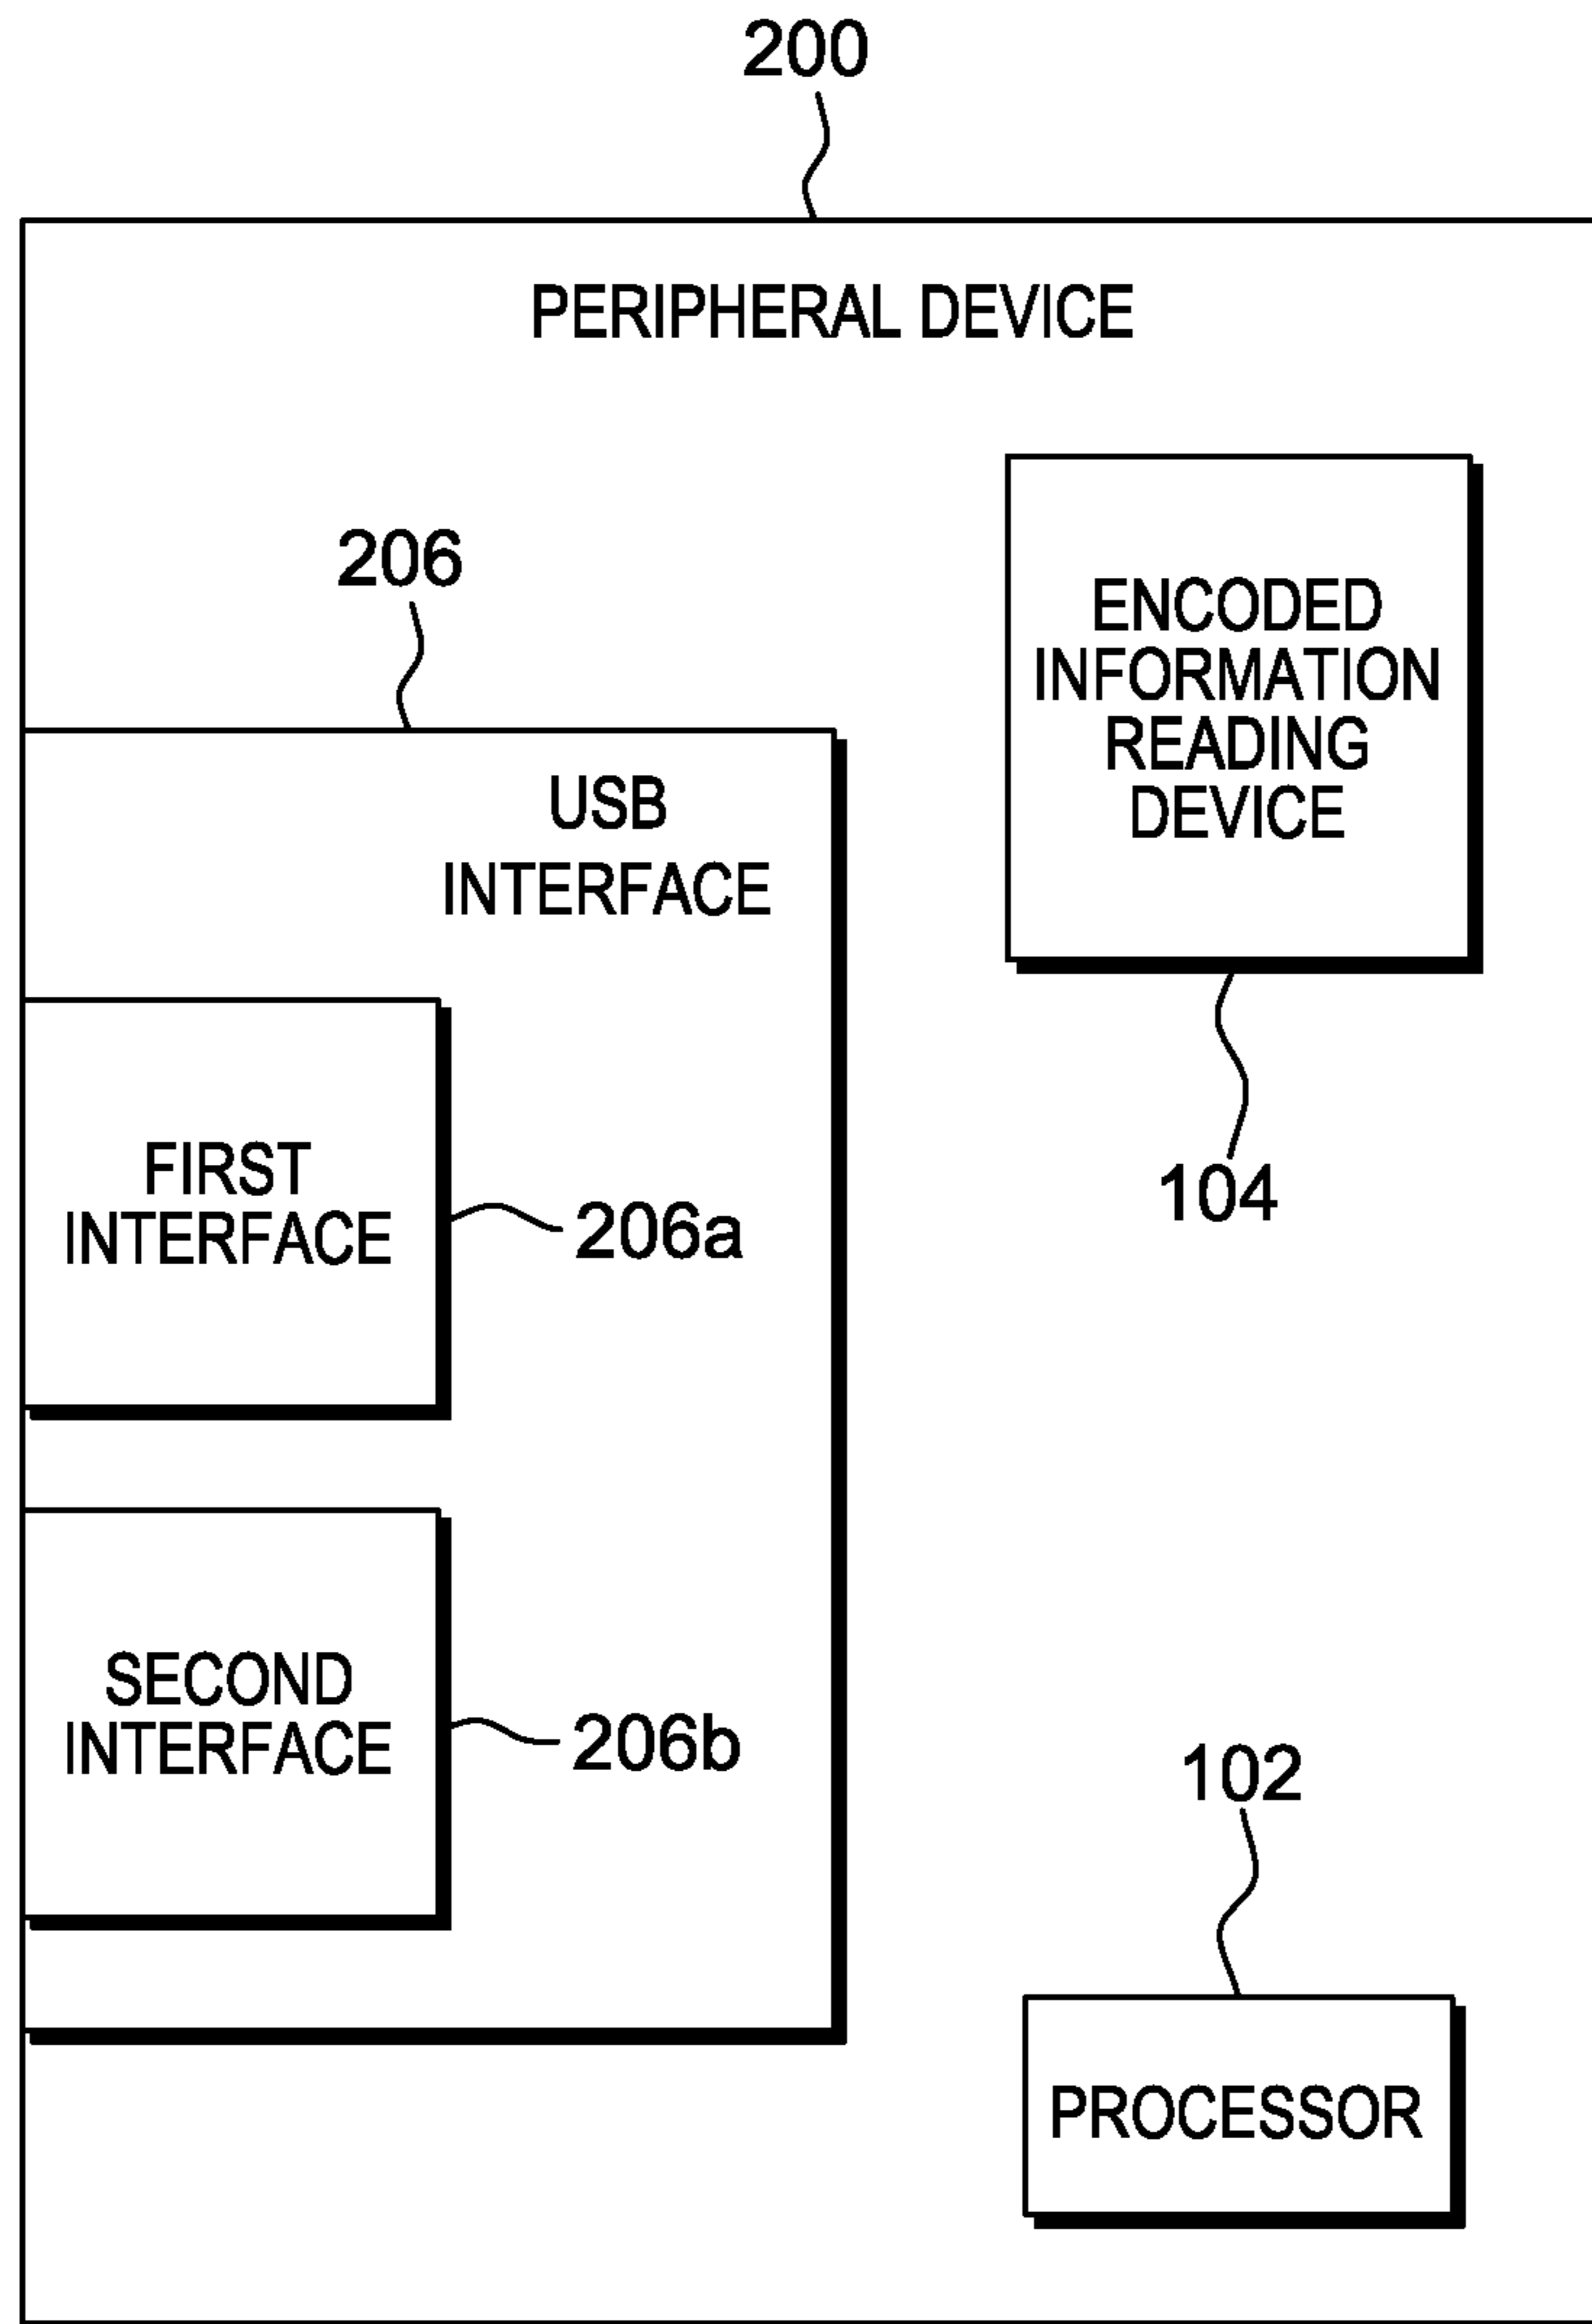 200
PERIPHERAL DEVICE
206
USB
INTERFACE
ENCODED
INFORMATION
READING
DEVICE
104
FIRST
INTERFACE
206a
SECOND
INTERFACE
206b
102
PROCESSOR